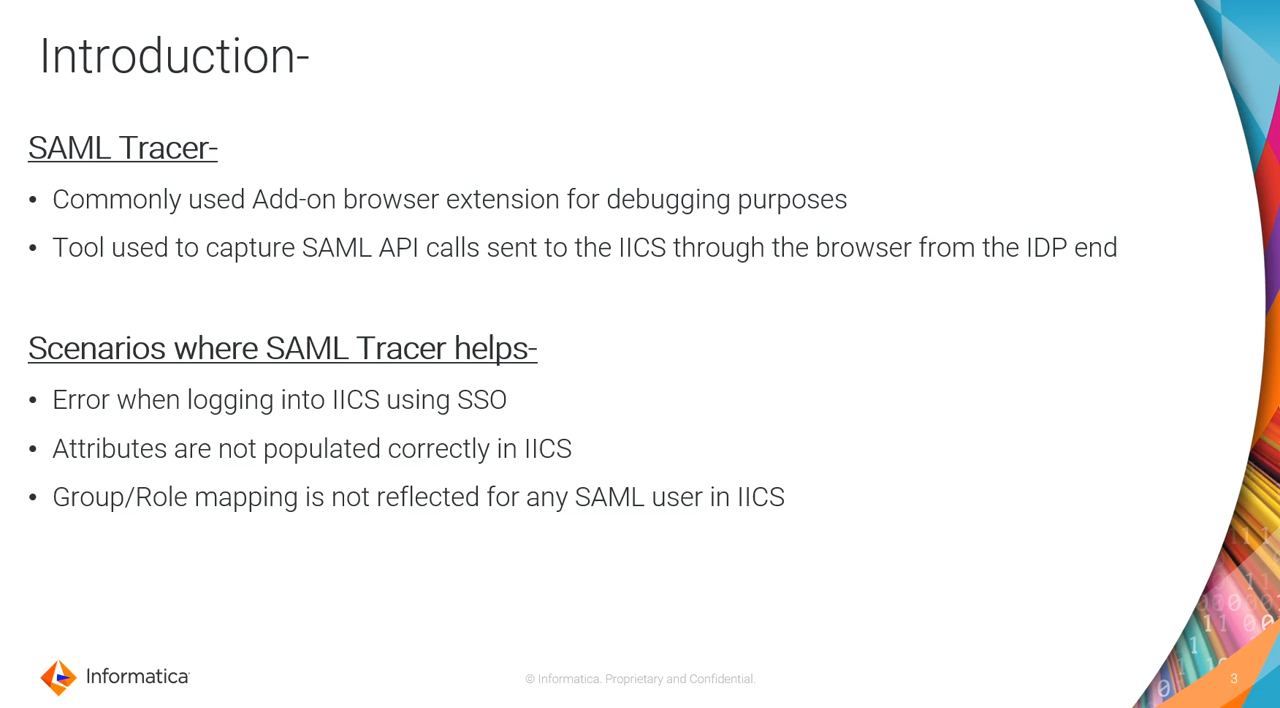 Introduction-
SAML Tracer-
• Commonly used Add-on browser extension for debugging purposes
• Tool used to capture SAML API calls sent to the IICS through the browser from the IDP end
Scenarios where SAML Tracer helps-
• Error when logging into IICS using SSO
• Attributes are not populated correctly in IICS
• Group/Role mapping is not reflected for any SAML user in IICS
Informatica
© Informatica. Proprietary and Confidential.
3